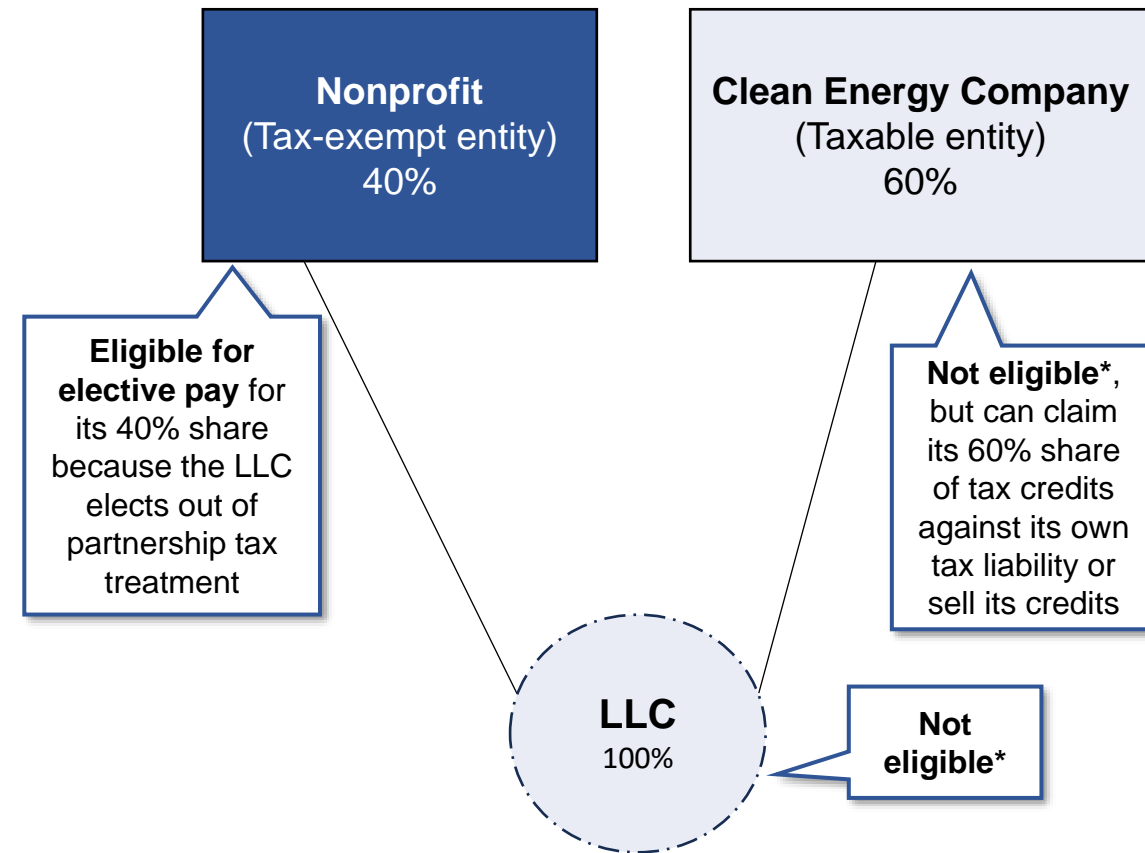 Nonprofit
(Tax-exempt entity)
40%
Clean Energy Company
(Taxable entity)
60%
Eligible for
elective pay for
its 40% share
because the LLC
elects out of
partnership tax
treatment
Not eligible*,
but can claim
its 60% share
of tax credits
against its own
tax liability or
sell its credits
LLC
100%
Not
eligible*